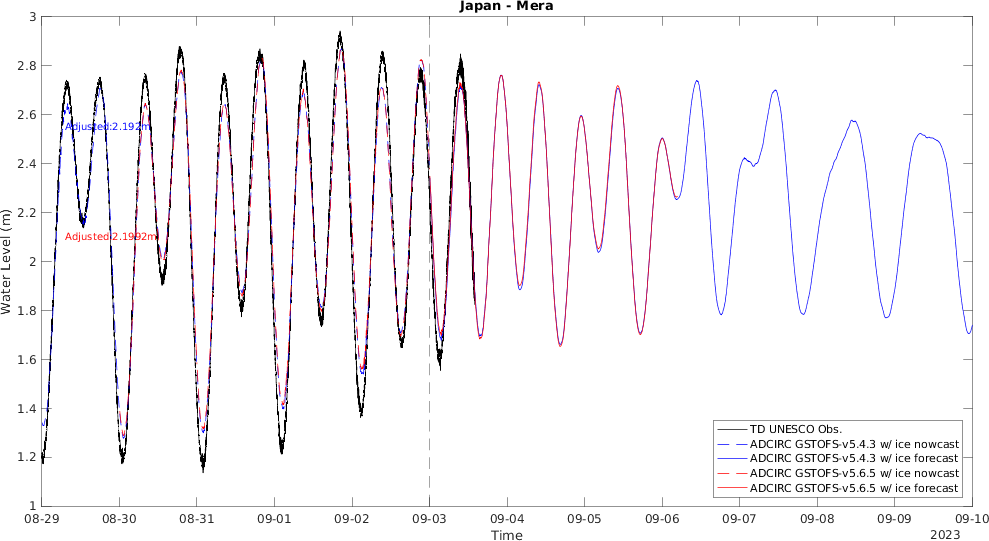 Japan - Mera
3
2.8
2.6
2.4
2.2
2
1.8
1.6
1.4
1.2
1
Water Level (m)
Adjusted:2.192m
Adjusted:2.1992m
TD UNESCO Obs.
ADCIRC GSTOFS-v5.4.3 w/ ice nowcast
ADCIRC GSTOFS-v5.4.3 w/ ice forecast
ADCIRC GSTOFS-v5.6.5 w/ ice nowcast
ADCIRC GSTOFS-v5.6.5 w/ ice forecast
08-29 08-30 08-31 09-01 09-02 09-03 09-04 09-05 09-06 09-07 09-08 09-09 09-10
Time
2023